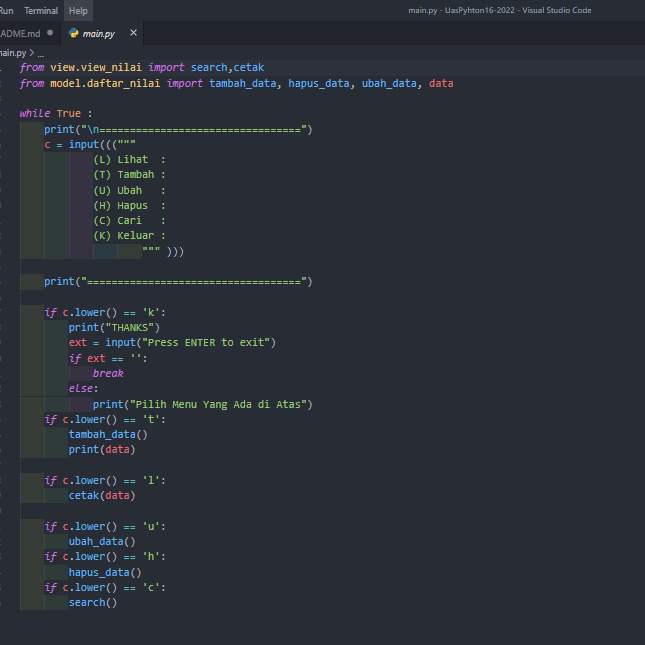 Run Terminal Help main.py - UasPyhton16-2022 - Visual Studio Code
ADME.md ● main.py ×
main.py > ...
from view.view_nilai import search,cetak
from model.daftar_nilai import tambah_data, hapus_data, ubah_data, data
while True :
print("\n=================================")
c = input((("""
(L) Lihat :
(T) Tambah :
(U) Ubah :
(H) Hapus :
(C) Cari :
(K) Keluar :
""" )))
print("===================================")
if c.lower() == 'k':
print("THANKS")
ext = input("Press ENTER to exit")
if ext == '':
break
else:
print("Pilih Menu Yang Ada di Atas")
if c.lower() == 't':
tambah_data()
print(data)
if c.lower() == 'l':
cetak(data)
if c.lower() == 'u':
ubah_data()
if c.lower() == 'h':
hapus_data()
if c.lower() == 'c':
search()